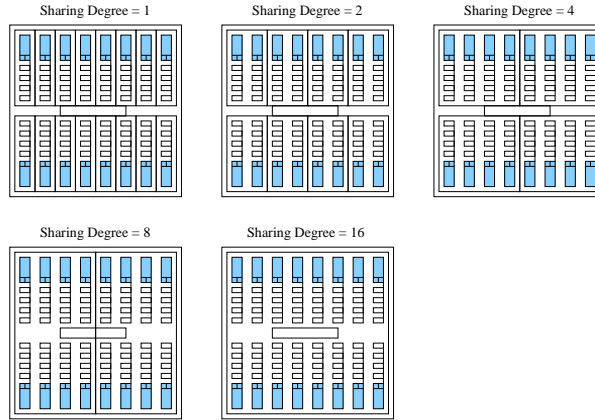 Sharing Degree = 1
Sharing Degree = 2
Sharing Degree = 4
Sharing Degree = 8
Sharing Degree = 16